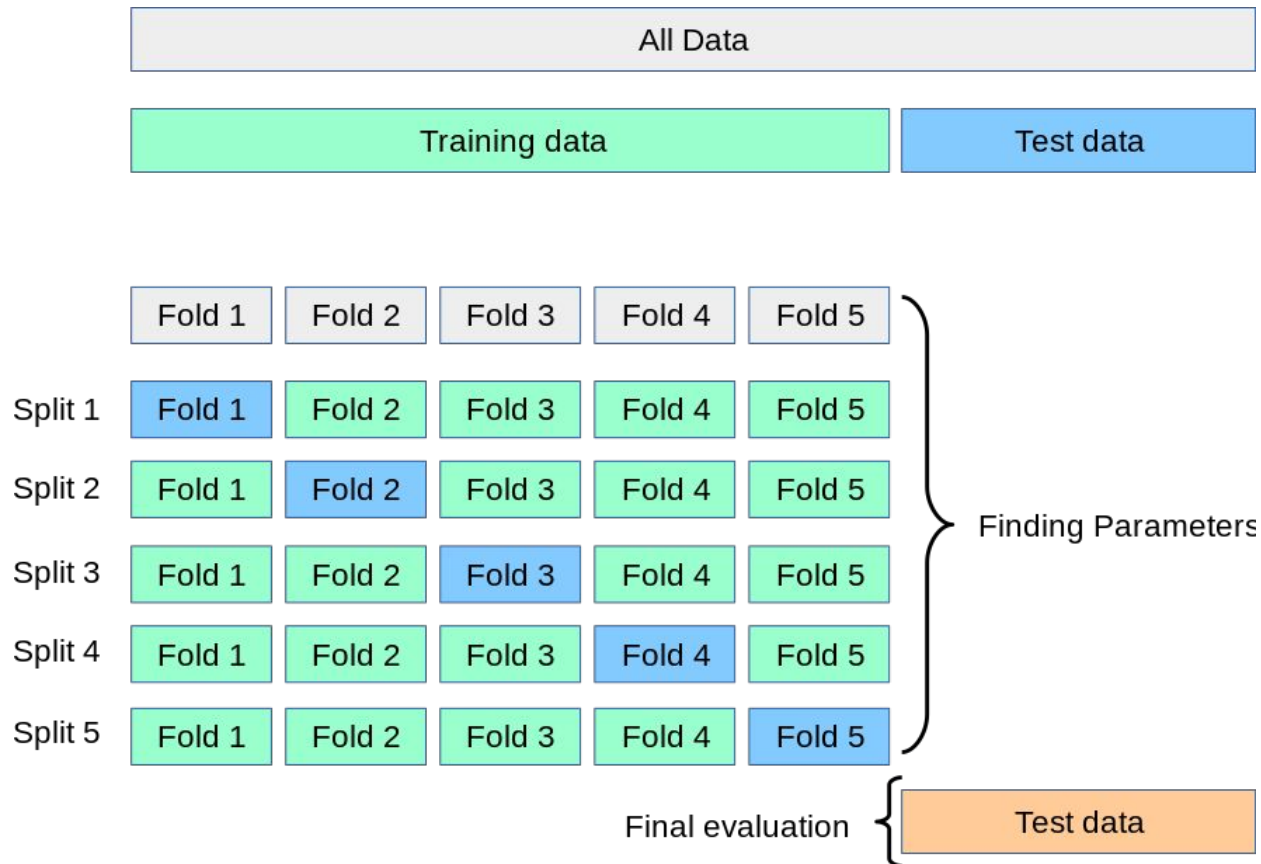 All Data
Training data Test data
Fold 1 Fold 2 Fold 3 Fold 4 Fold 5
Split 1 Fold 1 Fold 2 Fold 3 Fold 4 Fold 5
Split 2 Fold 1 Fold 2 Fold 3 Fold 4 Fold 5
Finding Parameters
Split 3 Fold 1 Fold 2 Fold 3 Fold 4 Fold 5
Split 4 Fold 1 Fold 2 Fold 3 Fold 4 Fold 5
Split 5 Fold 1 Fold 2 Fold 3 Fold 4 Fold 5
Final evaluation Test data